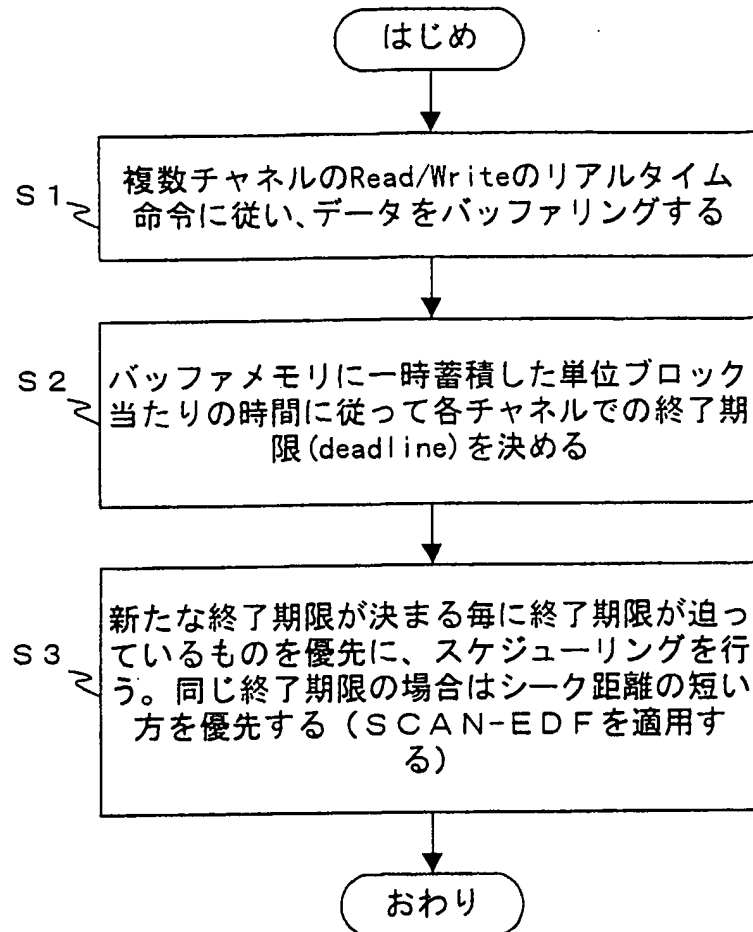 はじめ
S1
複数チャネルのRead/Writeのリアルタイム
命令に従い、データをバッファリングする
S2
バッファメモリに一時蓄積した単位ブロック
当たりの時間に従って各チャネルでの終了期
限(deadline)を決める
S3
新たな終了期限が決まる毎に終了期限が迫っ
ているものを優先に、スケジューリングを行
う。同じ終了期限の場合はシーク距離の短い
方を優先する(SCAN-EDFを適用す
る)
おわり